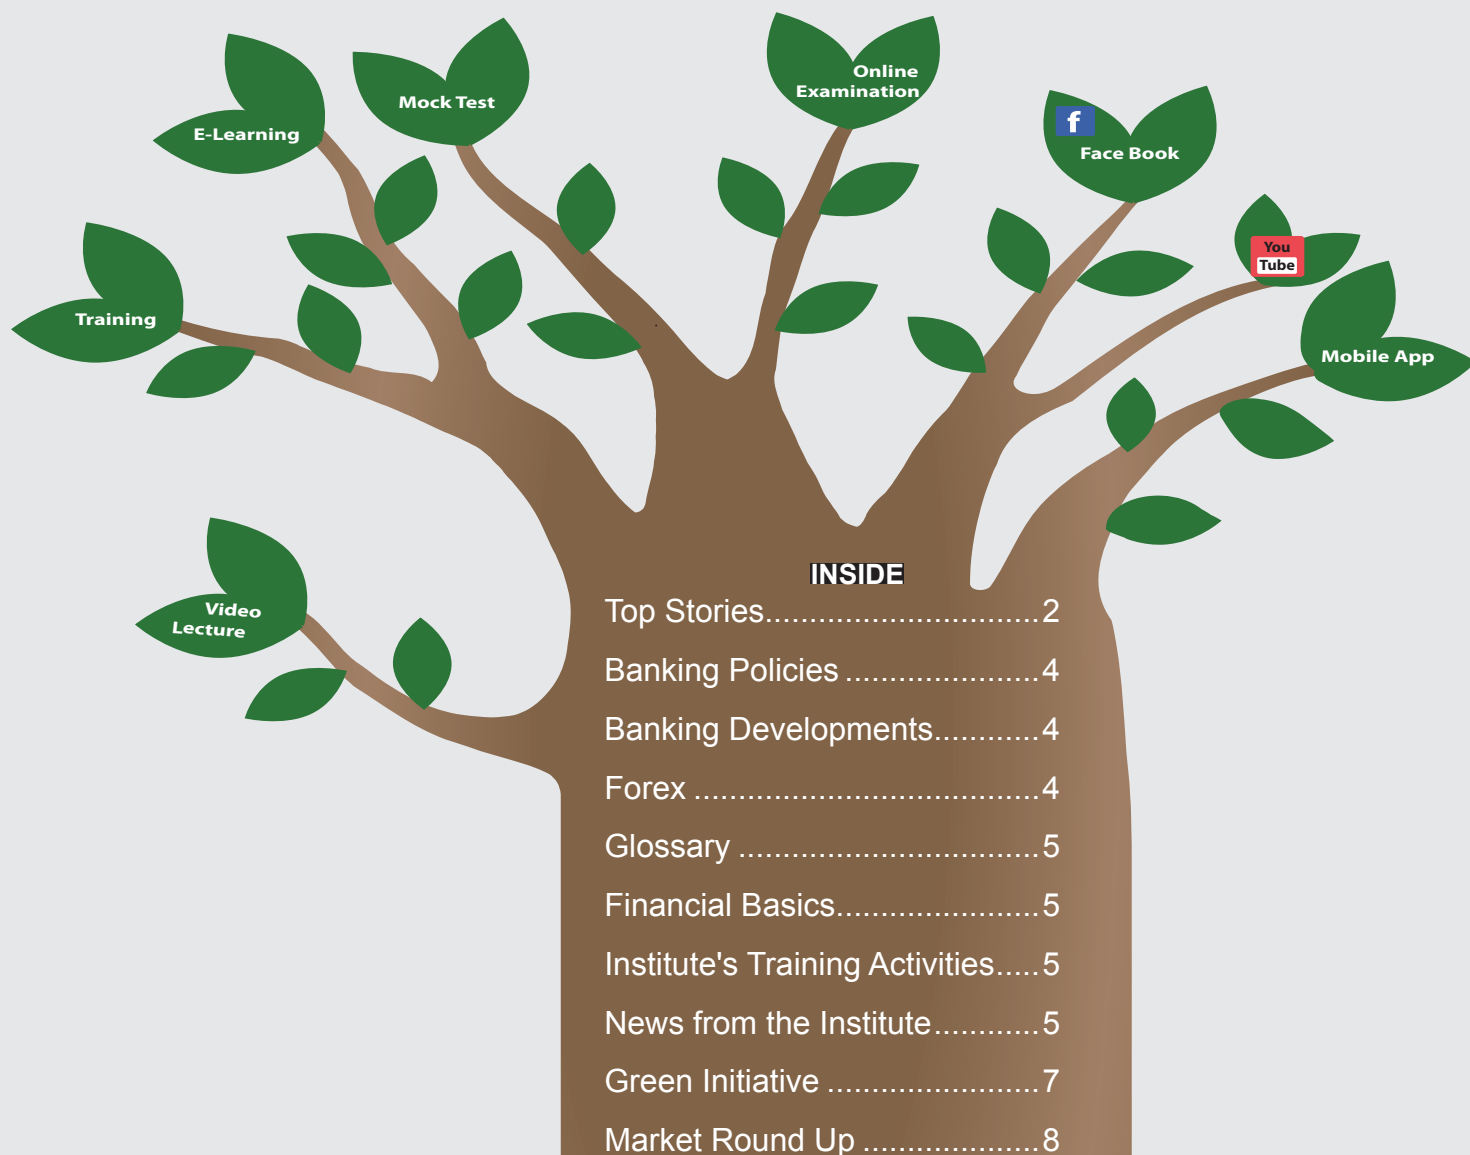 Online
Examination
Mock Test
E-Learning
f
Face Book
You
Tube
Training
Mobile App
Video
Lecture
INSIDE
Top Stories...............................2
Banking Policies ......................4
Banking Developments............4
Forex .......................................4
Glossary ..................................5
Financial Basics.......................5
Institute's Training Activities.....5
News from the Institute............5
Green Initiative ........................7
Market Round Up ....................8